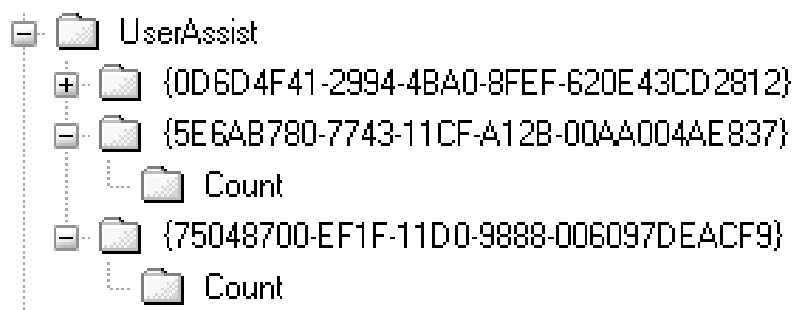 UserAssist
{0D6D4F41-2994-4BA0-8FEF-620E43CD2812}
{5E6AB780-7743-11CF-A12B-00AA004AE837}
Count
{75048700-EF1F-11D0-9888-006097DEACF9}
Count